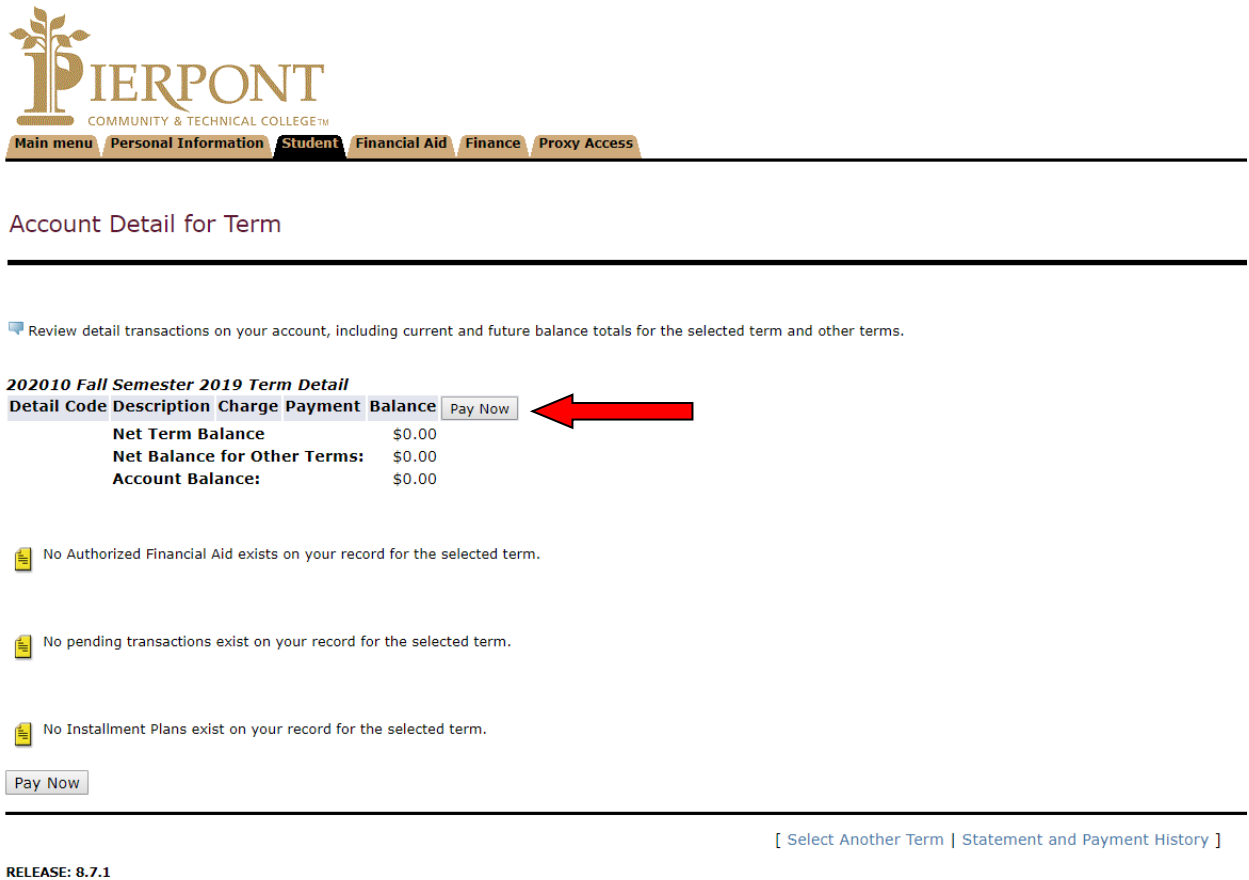 PIERPONT
COMMUNITY & TECHNICAL COLLEGE™
Main menu Personal Information Student Financial Aid Finance Proxy Access
Account Detail for Term
Review detail transactions on your account, including current and future balance totals for the selected term and other terms.
202010 Fall Semester 2019 Term Detail
Detail Code Description Charge Payment Balance Pay Now
Net Term Balance $0.00
Net Balance for Other Terms: $0.00
Account Balance: $0.00
No Authorized Financial Aid exists on your record for the selected term.
No pending transactions exist on your record for the selected term.
No Installment Plans exist on your record for the selected term.
Pay Now
[ Select Another Term | Statement and Payment History ]
RELEASE: 8.7.1